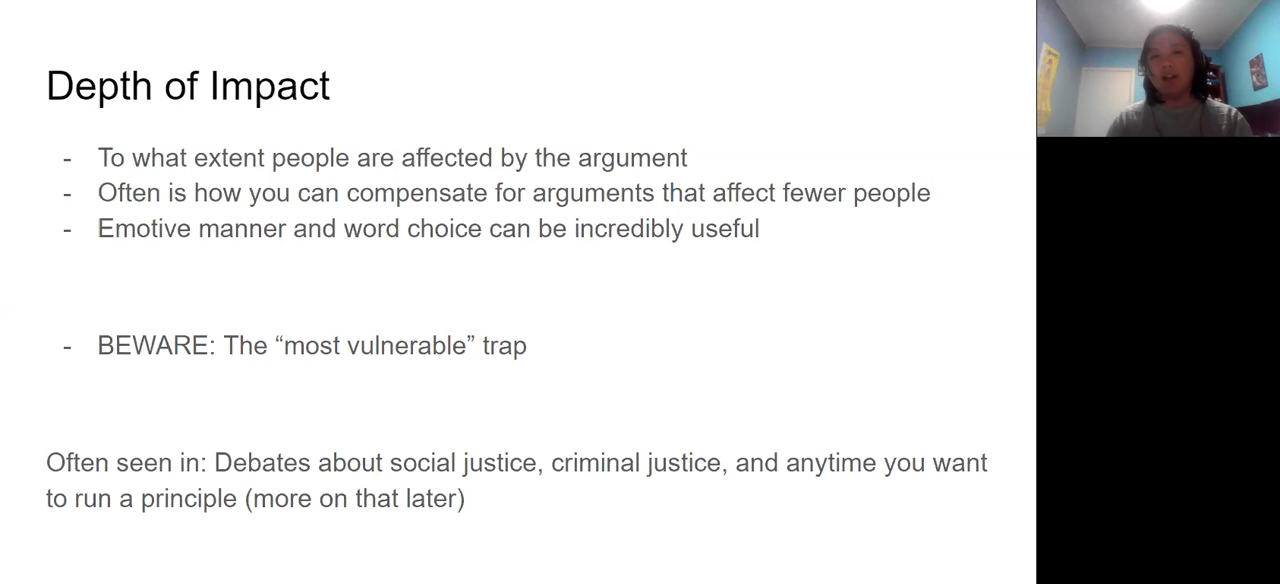 Depth of Impact
- To what extent people are affected by the argument
- Often is how you can compensate for arguments that affect fewer people
- Emotive manner and word choice can be incredibly useful
- BEWARE: The “most vulnerable” trap
Often seen in: Debates about social justice, criminal justice, and anytime you want
to run a principle (more on that later)